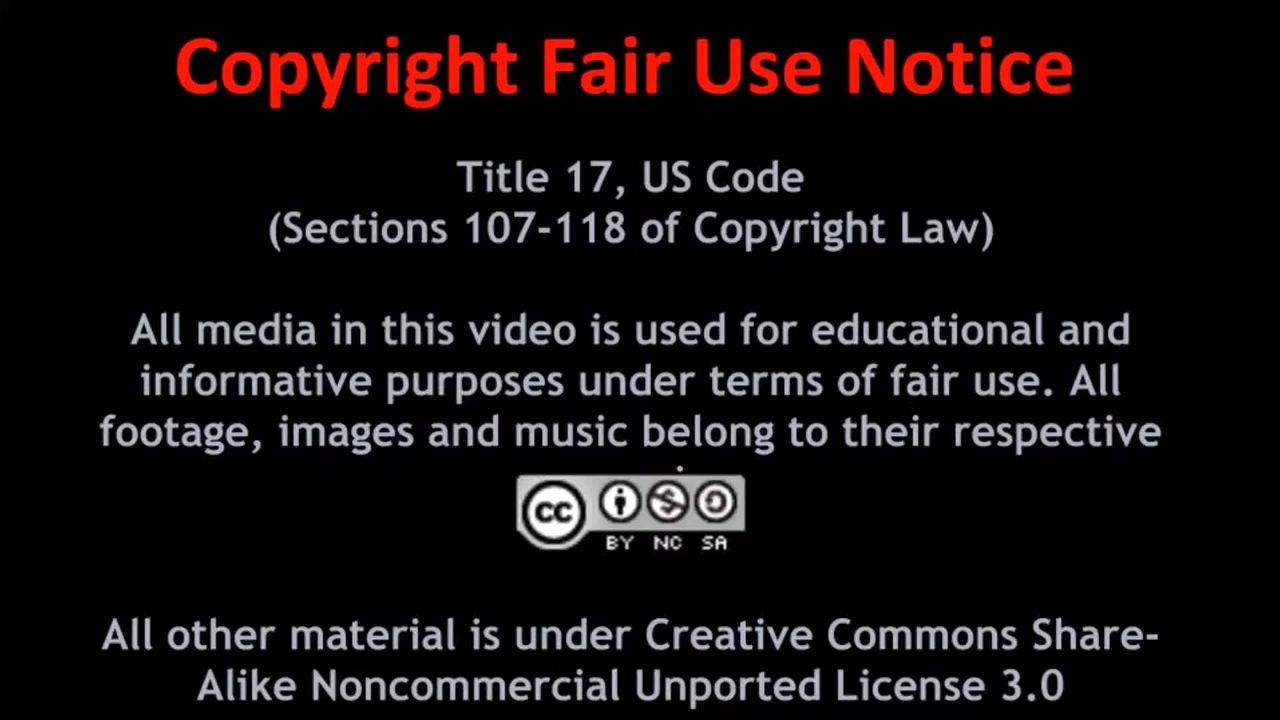 Copyright Fair Use Notice
Title 17, US Code
(Sections 107-118 of Copyright Law)
All media in this video is used for educational and
informative purposes under terms of fair use. All
footage, images and music belong to their respective
.
cc
BY NC SA
All other material is under Creative Commons Share-
Alike Noncommercial Unported License 3.0